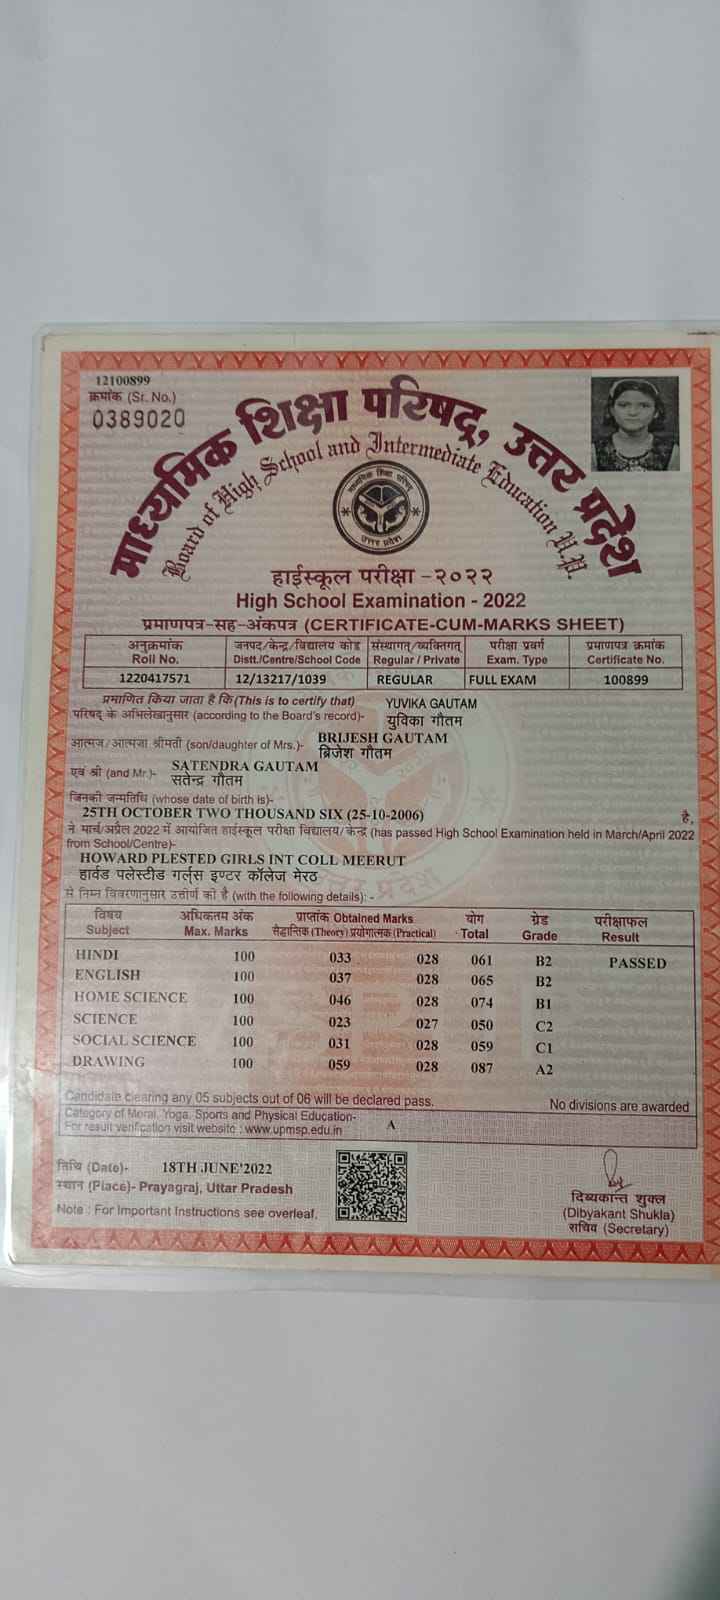 12100899
क्रमांक (Sr. No.)
0389020
माध्यमिक शिक्षा परिषद्, उत्तर प्रदेश
Board of High School and Intermediate Education U.P.
माध्यमिक शिक्षा परिषद्
उत्तर प्रदेश
हाईस्कूल परीक्षा -२०२२
High School Examination - 2022
प्रमाणपत्र-सह-अंकपत्र (CERTIFICATE-CUM-MARKS SHEET)
अनुक्रमांक जनपद/केन्द्र/विद्यालय कोड संस्थागत/व्यक्तिगत परीक्षा प्रवर्ग प्रमाणपत्र क्रमांक
Roll No. Distt./Centre/School Code Regular / Private Exam. Type Certificate No.
1220417571 12/13217/1039 REGULAR FULL EXAM 100899
प्रमाणित किया जाता है कि (This is to certify that) YUVIKA GAUTAM
परिषद् के अभिलेखानुसार (according to the Board's record)- युविका गौतम
आत्मज/आत्मजा श्रीमती (son/daughter of Mrs.)- BRIJESH GAUTAM
ब्रिजेश गौतम
एवं श्री (and Mr.)- SATENDRA GAUTAM
सतेन्द्र गौतम
जिनकी जन्मतिथि (whose date of birth is)-
25TH OCTOBER TWO THOUSAND SIX (25-10-2006) है,
ने मार्च/अप्रैल 2022 में आयोजित हाईस्कूल परीक्षा विद्यालय/केन्द्र (has passed High School Examination held in March/April 2022
from School/Centre)-
HOWARD PLESTED GIRLS INT COLL MEERUT
हार्वड पलेस्टीड गर्ल्स इण्टर कॉलेज मेरठ
से निम्न विवरणानुसार उत्तीर्ण की है (with the following details): -
विषय अधिकतम अंक प्राप्तांक Obtained Marks योग ग्रेड परीक्षाफल
Subject Max. Marks सैद्धान्तिक (Theory) प्रयोगात्मक (Practical) Total Grade Result
HINDI 100 033 028 061 B2 PASSED
ENGLISH 100 037 028 065 B2
HOME SCIENCE 100 046 028 074 B1
SCIENCE 100 023 027 050 C2
SOCIAL SCIENCE 100 031 028 059 C1
DRAWING 100 059 028 087 A2
Candidate clearing any 05 subjects out of 06 will be declared pass. No divisions are awarded
Category of Moral, Yoga, Sports and Physical Education- A
For result verification visit website : www.upmsp.edu.in
तिथि (Date)- 18TH JUNE'2022
स्थान (Place)- Prayagraj, Uttar Pradesh
Note : For Important Instructions see overleaf.
दिब्यकान्त शुक्ल
(Dibyakant Shukla)
सचिव (Secretary)